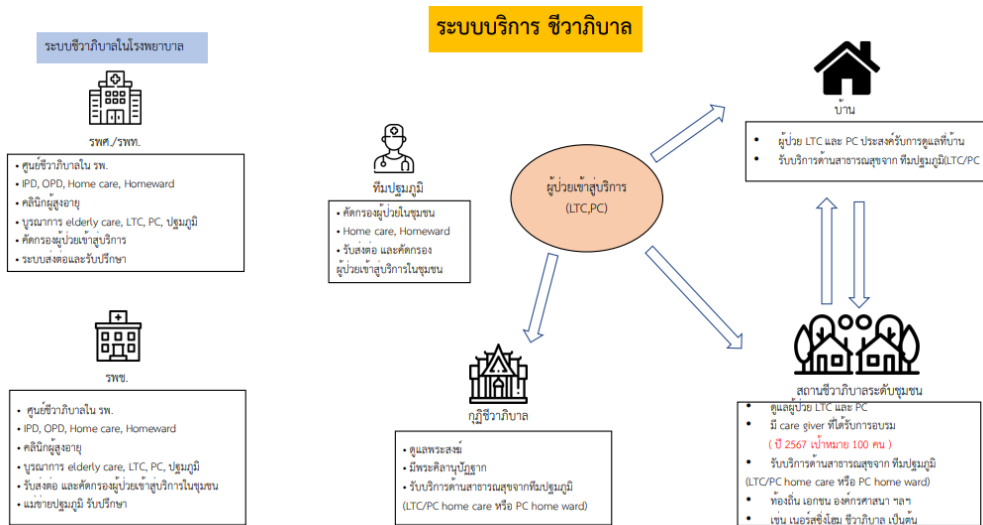 ระบบบริการ ชีวาภิบาล
ระบบชีวาภิบาลในโรงพยาบาล
รพศ./รพท.
• ศูนย์ชีวาภิบาลใน รพ.
• IPD, OPD, Home care, Homeward
• คลินิกผู้สูงอายุ
• บูรณาการ elderly care, LTC, PC, ปฐมภูมิ
• คัดกรองผู้ป่วยเข้าสู่บริการ
• ระบบส่งต่อและรับปรึกษา
รพช.
• ศูนย์ชีวาภิบาลใน รพ.
• IPD, OPD, Home care, Homeward
• คลินิกผู้สูงอายุ
• บูรณาการ elderly care, LTC, PC, ปฐมภูมิ
• รับส่งต่อ และคัดกรองผู้ป่วยเข้าสู่บริการในชุมชน
• แม่ข่ายปฐมภูมิ รับปรึกษา
ทีมปฐมภูมิ
• คัดกรองผู้ป่วยในชุมชน
• Home care, Homeward
• รับส่งต่อ และคัดกรอง
ผู้ป่วยเข้าสู่บริการในชุมชน
ผู้ป่วยเข้าสู่บริการ
(LTC,PC)
กุฏิชีวาภิบาล
• ดูแลพระสงฆ์
• มีพระคิลานุปัฏฐาก
• รับบริการด้านสาธารณสุขจากทีมปฐมภูมิ
(LTC/PC home care หรือ PC home ward)
บ้าน
• ผู้ป่วย LTC และ PC ประสงค์รับการดูแลที่บ้าน
• รับบริการด้านสาธารณสุขจาก ทีมปฐมภูมิ(LTC/PC
สถานชีวาภิบาลระดับชุมชน
• ดูแลผู้ป่วย LTC และ PC
• มี care giver ที่ได้รับการอบรม
( ปี 2567 เป้าหมาย 100 คน )
• รับบริการด้านสาธารณสุขจาก ทีมปฐมภูมิ
(LTC/PC home care หรือ PC home ward)
• ท้องถิ่น เอกชน องค์กรศาสนา ฯลฯ
• เช่น เนอร์สซิ่งโฮม ชีวาภิบาล เป็นต้น